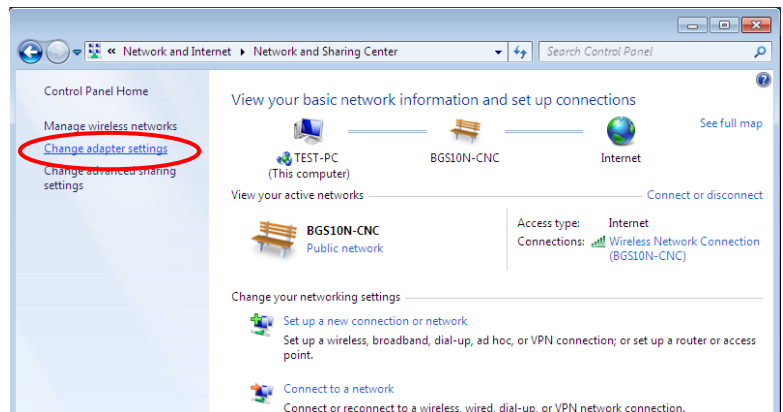 « Network and Internet ▸ Network and Sharing Center
Search Control Panel
Control Panel Home
Manage wireless networks
Change adapter settings
Change advanced sharing
settings
View your basic network information and set up connections
See full map
TEST-PC
(This computer)
BGS10N-CNC
Internet
View your active networks
Connect or disconnect
BGS10N-CNC
Public network
Access type: Internet
Connections: Wireless Network Connection
(BGS10N-CNC)
Change your networking settings
Set up a new connection or network
Set up a wireless, broadband, dial-up, ad hoc, or VPN connection; or set up a router or access
point.
Connect to a network
Connect or reconnect to a wireless, wired, dial-up, or VPN network connection.